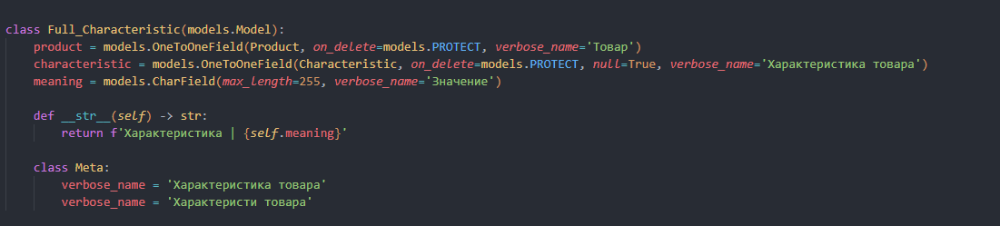 class Full_Characteristic(models.Model):
    product = models.OneToOneField(Product, on_delete=models.PROTECT, verbose_name='Товар')
    characteristic = models.OneToOneField(Characteristic, on_delete=models.PROTECT, null=True, verbose_name='Характеристика товара')
    meaning = models.CharField(max_length=255, verbose_name='Значение')

    def __str__(self) -> str:
        return f'Характеристика | {self.meaning}'

    class Meta:
        verbose_name = 'Характеристика товара'
        verbose_name = 'Характеристи товара'